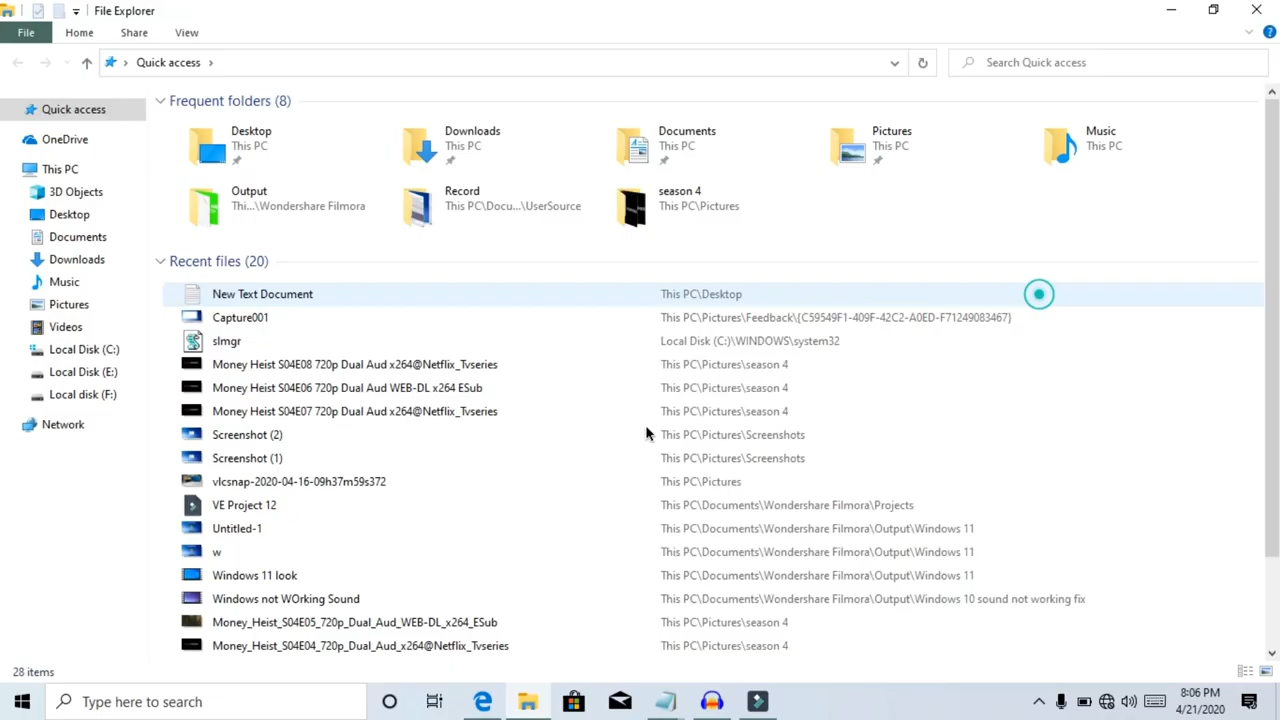 File Explorer
File Home Share View
Quick access Search Quick access
Quick access
OneDrive
This PC
3D Objects
Desktop
Documents
Downloads
Music
Pictures
Videos
Local Disk (C:)
Local Disk (E:)
Local disk (F:)
Network
Frequent folders (8)
Desktop
This PC
Downloads
This PC
Documents
This PC
Pictures
This PC
Music
This PC
Output
Thi...\Wondershare Filmora
Record
This PC\Docu...\UserSource
season 4
This PC\Pictures
Recent files (20)
New Text Document This PC\Desktop
Capture001 This PC\Pictures\Feedback\{C59549F1-409F-42C2-A0ED-F71249083467}
slmgr Local Disk (C:)\WINDOWS\system32
Money Heist S04E08 720p Dual Aud x264@Netflix_Tvseries This PC\Pictures\season 4
Money Heist S04E06 720p Dual Aud WEB-DL x264 ESub This PC\Pictures\season 4
Money Heist S04E07 720p Dual Aud x264@Netflix_Tvseries This PC\Pictures\season 4
Screenshot (2) This PC\Pictures\Screenshots
Screenshot (1) This PC\Pictures\Screenshots
vlcsnap-2020-04-16-09h37m59s372 This PC\Pictures
VE Project 12 This PC\Documents\Wondershare Filmora\Projects
Untitled-1 This PC\Documents\Wondershare Filmora\Output\Windows 11
w This PC\Documents\Wondershare Filmora\Output\Windows 11
Windows 11 look This PC\Documents\Wondershare Filmora\Output\Windows 11
Windows not WOrking Sound This PC\Documents\Wondershare Filmora\Output\Windows 10 sound not working fix
Money_Heist_S04E05_720p_Dual_Aud_WEB-DL_x264_ESub This PC\Pictures\season 4
Money_Heist_S04E04_720p_Dual_Aud_x264@Netflix_Tvseries This PC\Pictures\season 4
28 items
Type here to search
8:06 PM
4/21/2020